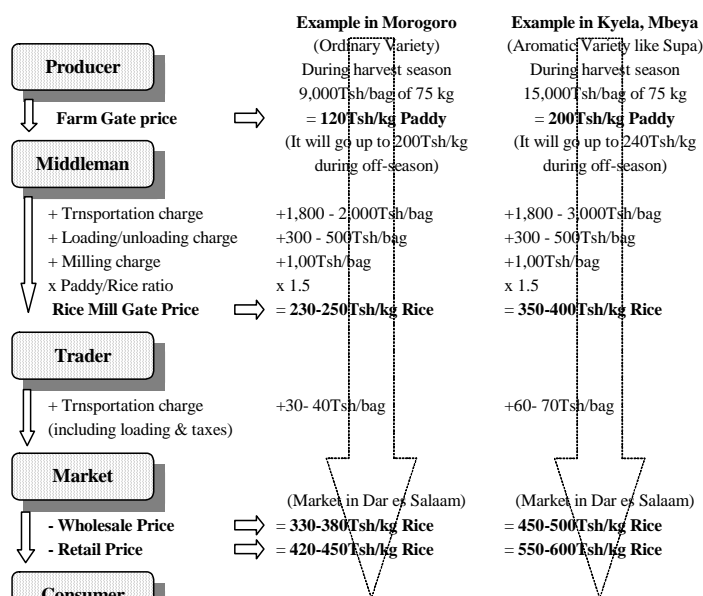 Example in Morogoro Example in Kyela, Mbeya
(Ordinary Variety) (Aromatic Variety like Supa)
Producer During harvest season During harvest season
9,000Tsh/bag of 75 kg 15,000Tsh/bag of 75 kg
Farm Gate price = 120Tsh/kg Paddy = 200Tsh/kg Paddy
(It will go up to 200Tsh/kg (It will go up to 240Tsh/kg
Middleman during off-season) during off-season)
+ Trnsportation charge +1,800 - 2,000Tsh/bag +1,800 - 3,000Tsh/bag
+ Loading/unloading charge +300 - 500Tsh/bag +300 - 500Tsh/bag
+ Milling charge +1,00Tsh/bag +1,00Tsh/bag
x Paddy/Rice ratio x 1.5 x 1.5
Rice Mill Gate Price = 230-250Tsh/kg Rice = 350-400Tsh/kg Rice
Trader
+ Trnsportation charge +30- 40Tsh/bag +60- 70Tsh/bag
(including loading & taxes)
Market
(Market in Dar es Salaam) (Market in Dar es Salaam)
- Wholesale Price = 330-380Tsh/kg Rice = 450-500Tsh/kg Rice
- Retail Price = 420-450Tsh/kg Rice = 550-600Tsh/kg Rice
Consumer